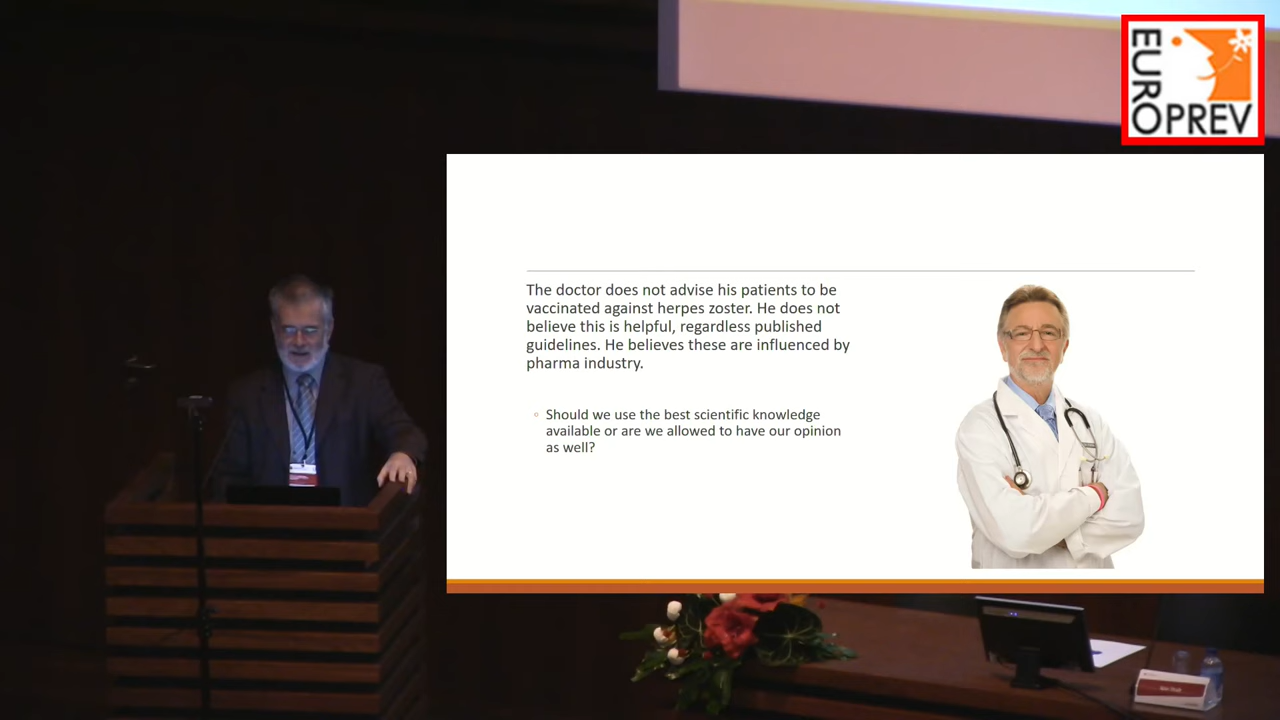 EUROPREV
The doctor does not advise his patients to be
vaccinated against herpes zoster. He does not
believe this is helpful, regardless published
guidelines. He believes these are influenced by
pharma industry.
Should we use the best scientific knowledge
available or are we allowed to have our opinion
as well?